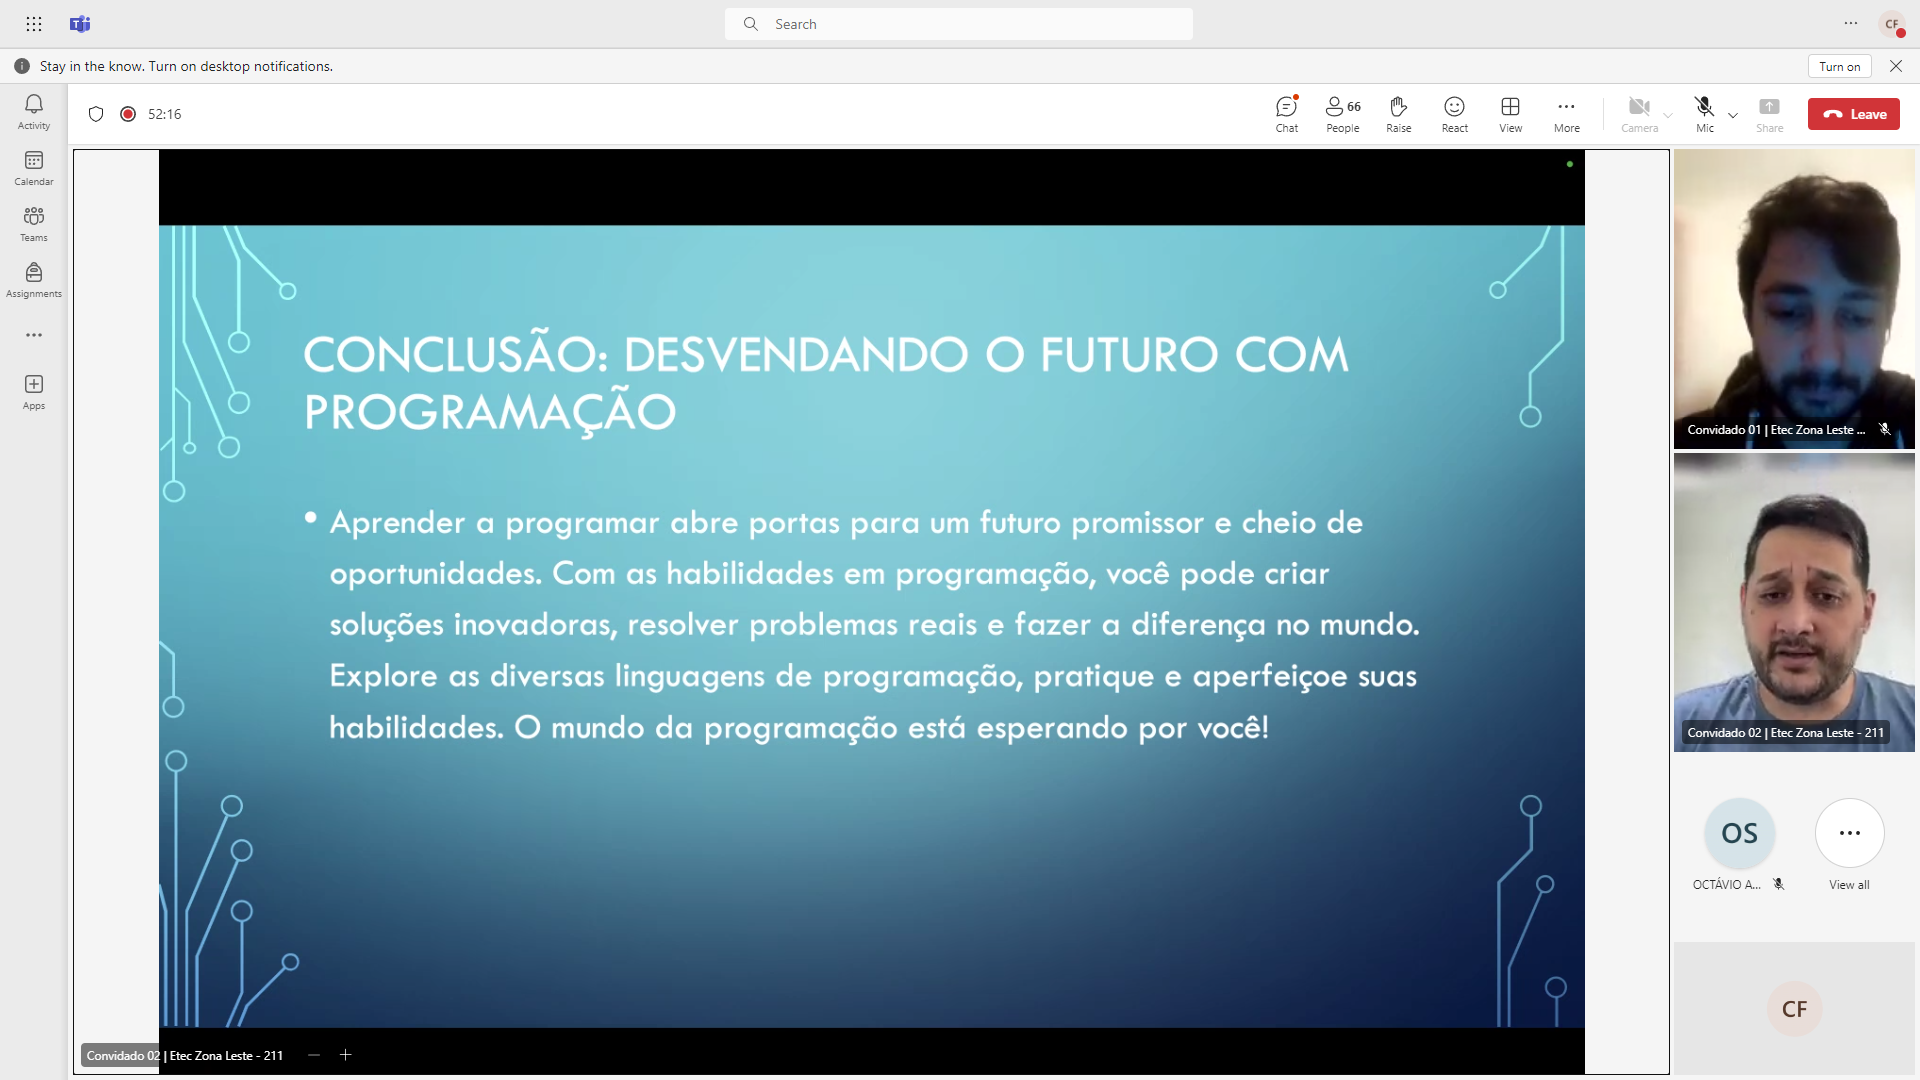 Search
CF
Stay in the know. Turn on desktop notifications.
Turn on
Activity
Calendar
Teams
Assignments
Apps
52:16
Chat
66
People
Raise
React
View
More
Camera
Mic
Share
Leave
CONCLUSÃO: DESVENDANDO O FUTURO COM
PROGRAMAÇÃO
• Aprender a programar abre portas para um futuro promissor e cheio de
oportunidades. Com as habilidades em programação, você pode criar
soluções inovadoras, resolver problemas reais e fazer a diferença no mundo.
Explore as diversas linguagens de programação, pratique e aperfeiçoe suas
habilidades. O mundo da programação está esperando por você!
Convidado 02 | Etec Zona Leste - 211
Convidado 01 | Etec Zona Leste ...
Convidado 02 | Etec Zona Leste - 211
OS
OCTÁVIO A...
View all
CF